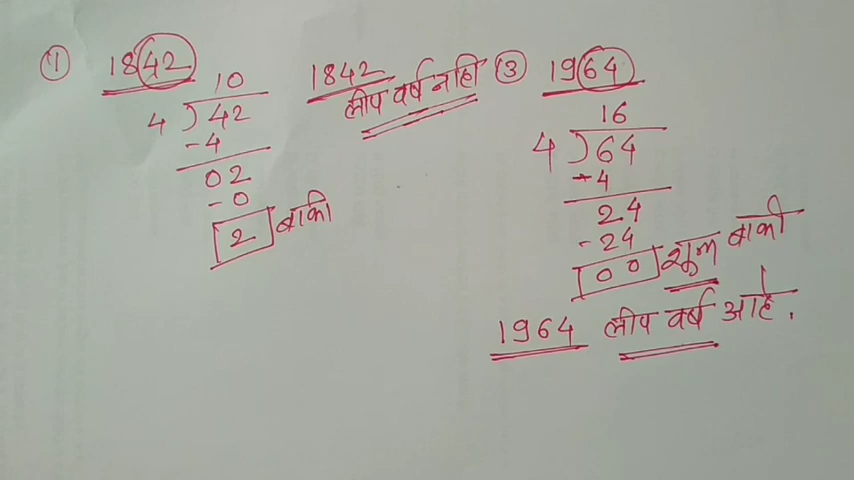 ① 1842
10
4 ) 42
- 4
02
- 0
2 बाकी
1842
लीप वर्ष नही
③ 1964
16
4 ) 64
- 4
24
- 24
00 शून्य बाकी
1964 लीप वर्ष आहे.